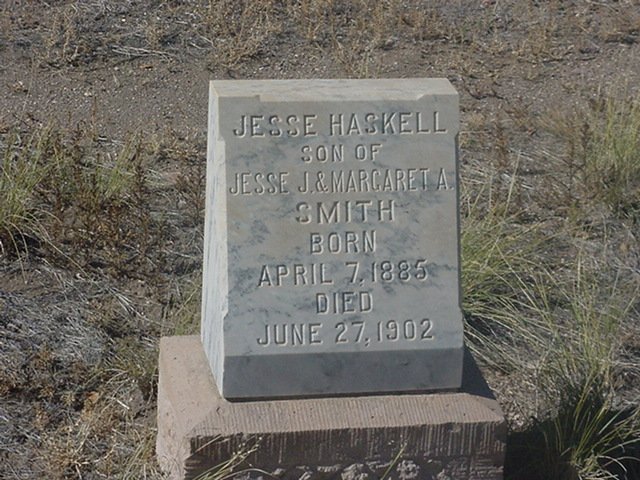 JESSE HASKELL
SON OF
JESSE J. & MARGARET A.
SMITH
BORN
APRIL 7, 1885
DIED
JUNE 27, 1902